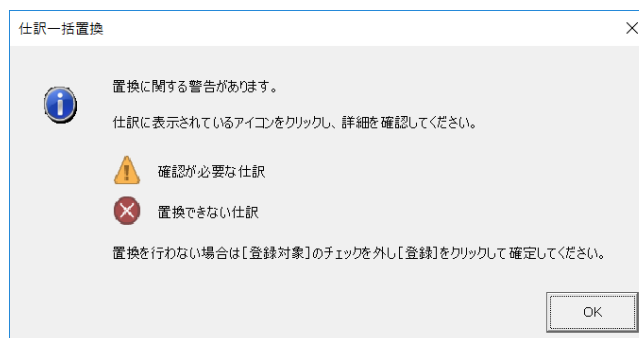 仕訳一括置換
置換に関する警告があります。
仕訳に表示されているアイコンをクリックし、詳細を確認してください。
確認が必要な仕訳
置換できない仕訳
置換を行わない場合は[登録対象]のチェックを外し[登録]をクリックして確定してください。
OK